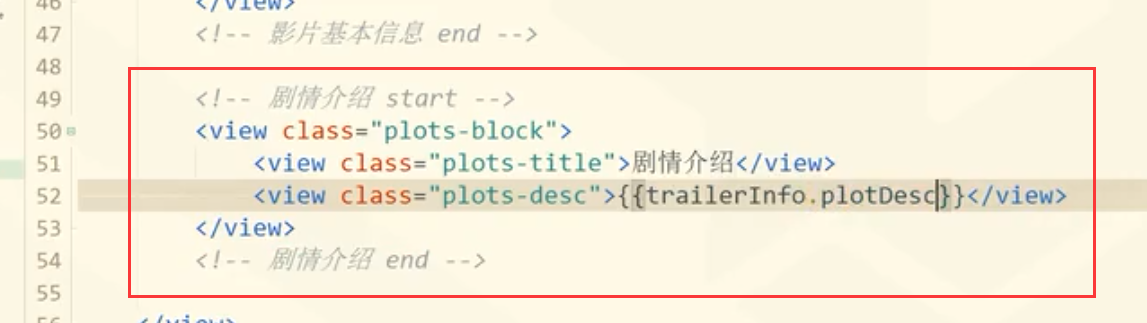 46 </view>
47 <!-- 影片基本信息 end -->
48
49 <!-- 剧情介绍 start -->
50 <view class="plots-block">
51 <view class="plots-title">剧情介绍</view>
52 <view class="plots-desc">{{trailerInfo.plotDesc}}</view>
53 </view>
54 <!-- 剧情介绍 end -->
55
56 </view>